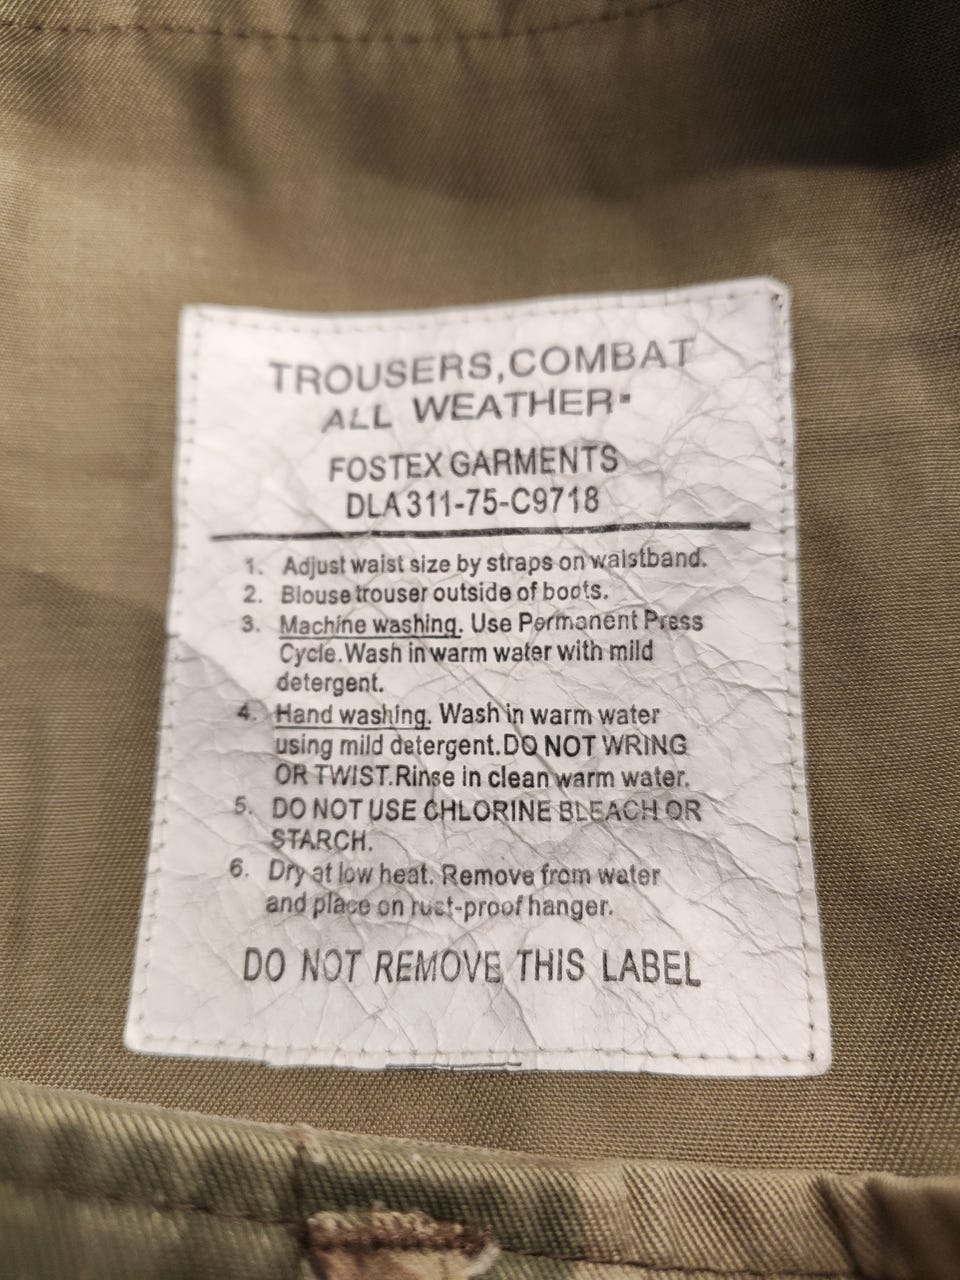 TROUSERS, COMBAT
ALL WEATHER"
FOSTEX GARMENTS
DLA 311-75-C9718
1. Adjust waist size by straps on waistband.
2. Blouse trouser outside of boots.
3. Machine washing. Use Permanent Press
Cycle. Wash in warm water with mild
detergent.
4. Hand washing. Wash in warm water
using mild detergent. DO NOT WRING
OR TWIST. Rinse in clean warm water.
5. DO NOT USE CHLORINE BLEACH OR
STARCH.
6. Dry at low heat. Remove from water
and place on rust-proof hanger.
DO NOT REMOVE THIS LABEL